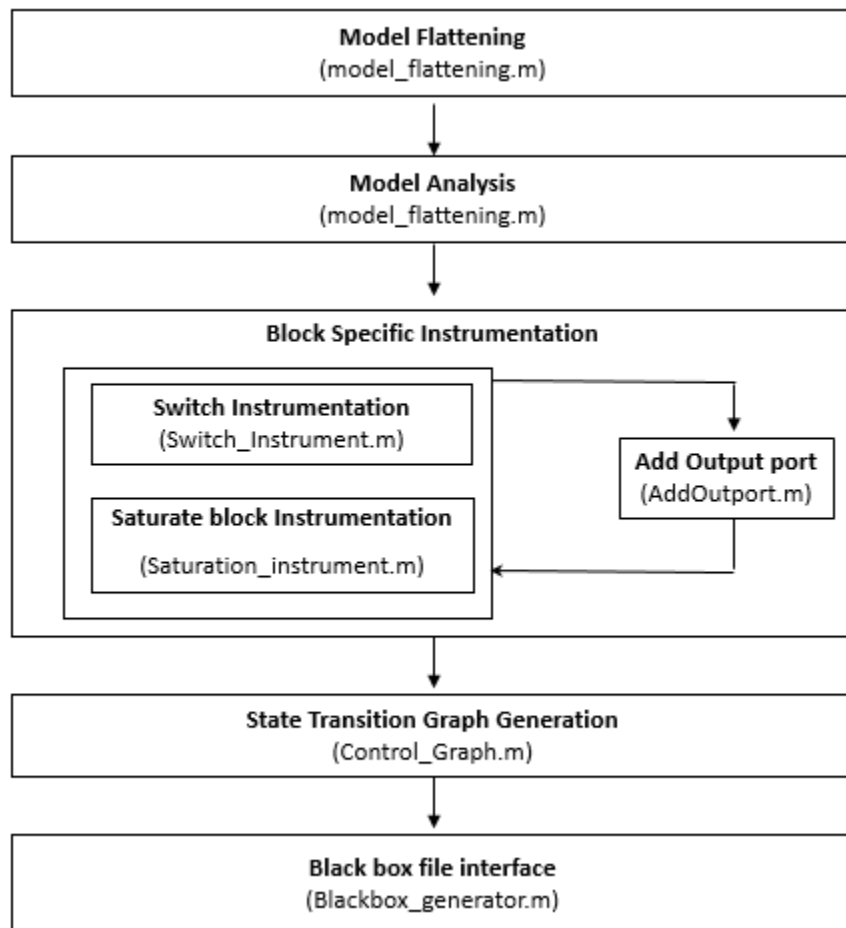 Model Flattening
(model_flattening.m)
Model Analysis
(model_flattening.m)
Block Specific Instrumentation
Switch Instrumentation
(Switch_Instrument.m)
Add Output port
(AddOutport.m)
Saturate block Instrumentation
(Saturation_instrument.m)
State Transition Graph Generation
(Control_Graph.m)
Black box file interface
(Blackbox_generator.m)